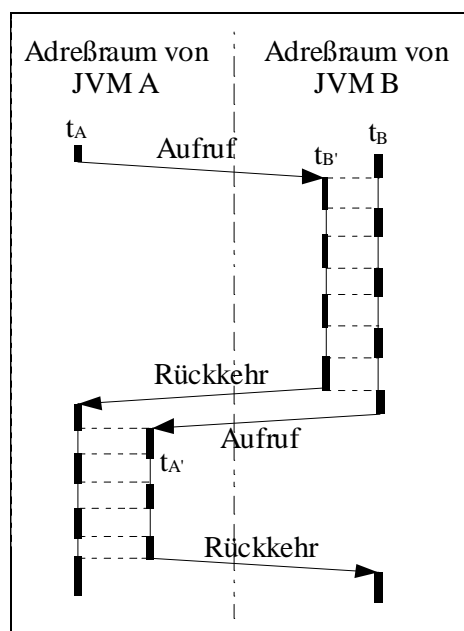 Adreßraum von
JVM A
Adreßraum von
JVM B
tA
Aufruf
tB'
tB
Rückkehr
Aufruf
tA'
Rückkehr